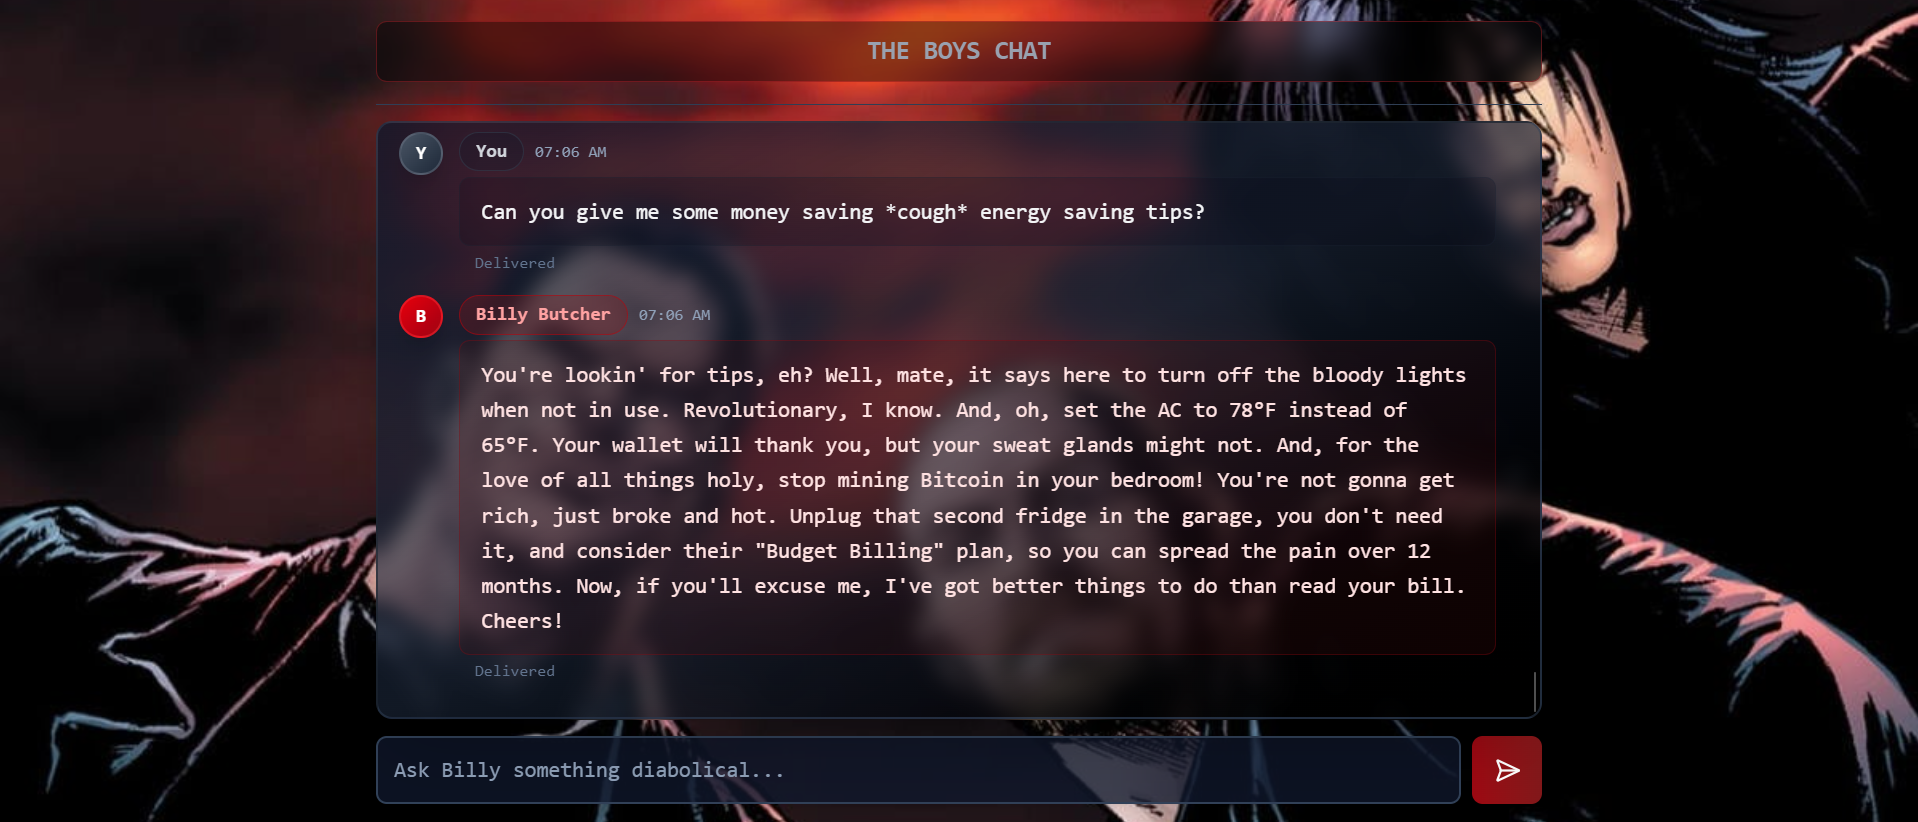 THE BOYS CHAT
Y
You
07:06 AM
Can you give me some money saving *cough* energy saving tips?
Delivered
B
Billy Butcher
07:06 AM
You're lookin' for tips, eh? Well, mate, it says here to turn off the bloody lights
when not in use. Revolutionary, I know. And, oh, set the AC to 78°F instead of
65°F. Your wallet will thank you, but your sweat glands might not. And, for the
love of all things holy, stop mining Bitcoin in your bedroom! You're not gonna get
rich, just broke and hot. Unplug that second fridge in the garage, you don't need
it, and consider their "Budget Billing" plan, so you can spread the pain over 12
months. Now, if you'll excuse me, I've got better things to do than read your bill.
Cheers!
Delivered
Ask Billy something diabolical...